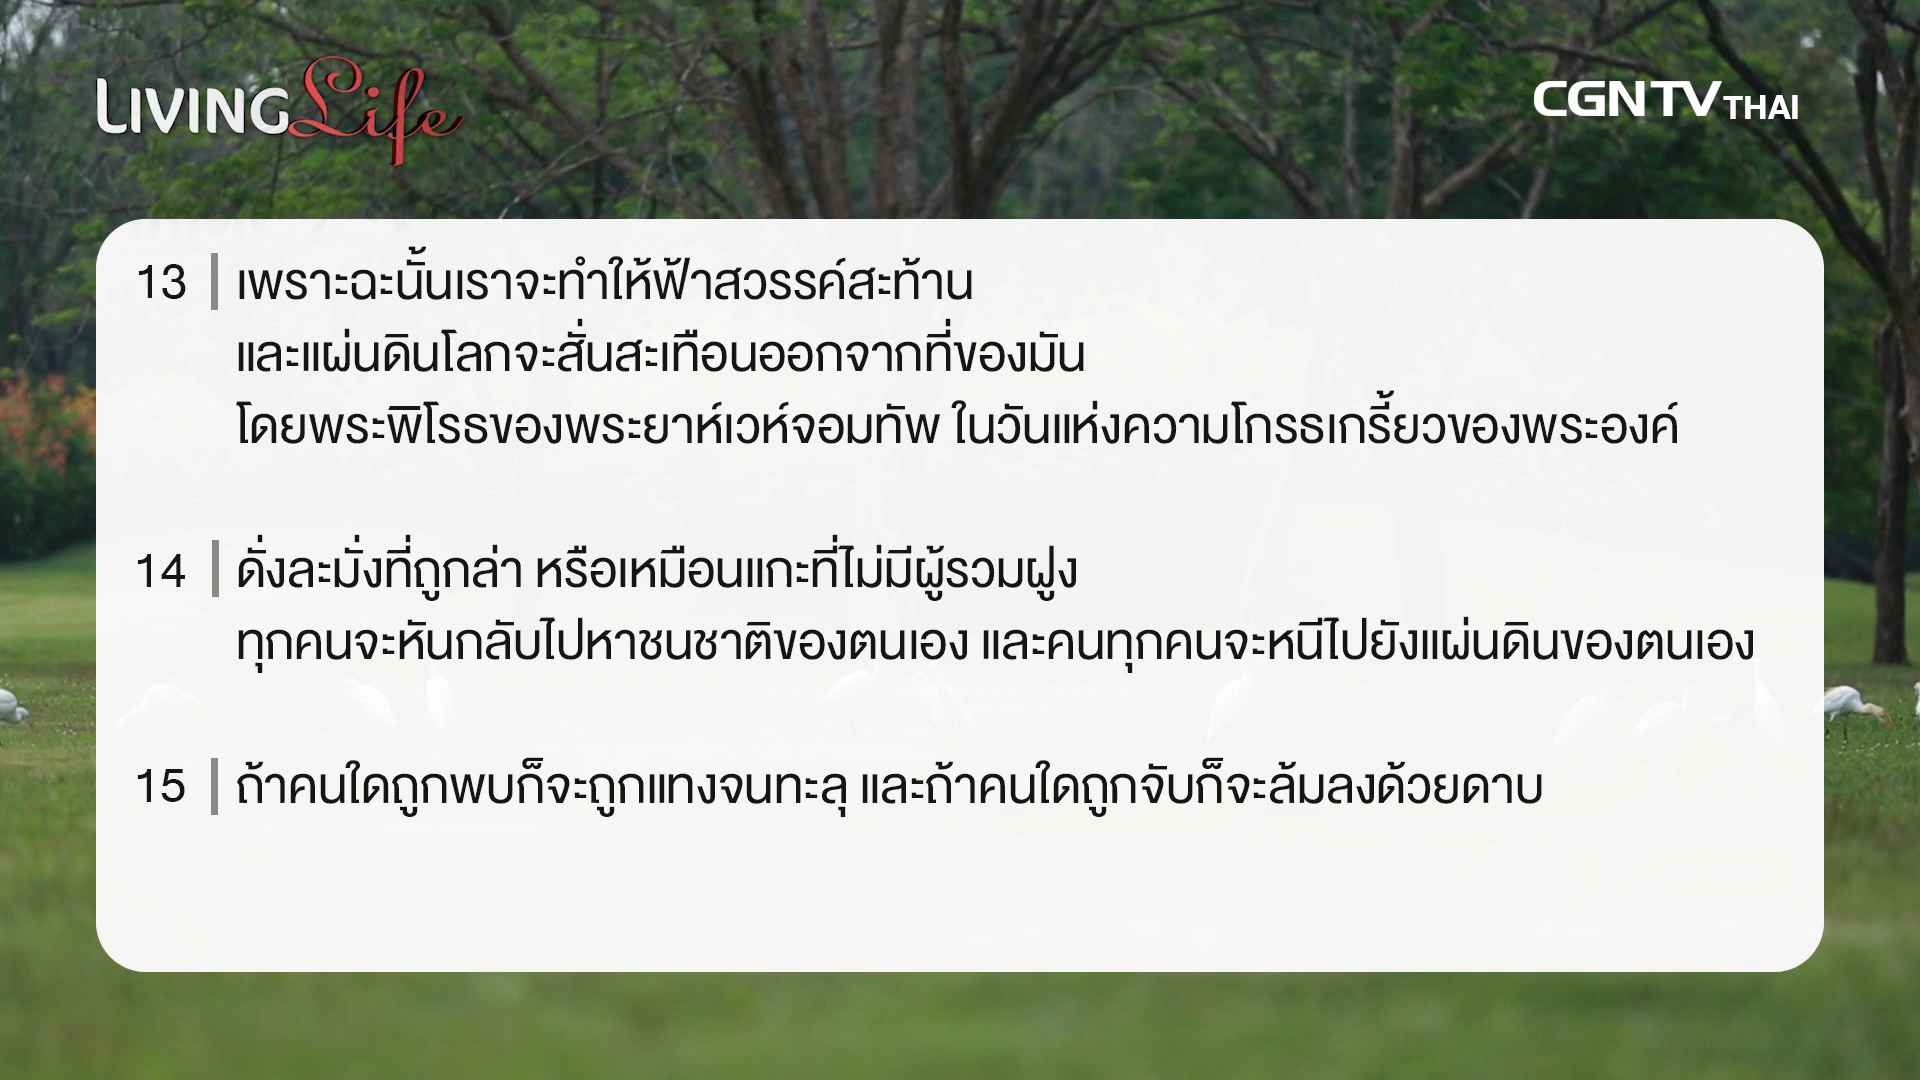 LIVING Life
CGNTV THAI
13 เพราะฉะนั้นเราจะทำให้ฟ้าสวรรค์สะท้าน
และแผ่นดินโลกจะสั่นสะเทือนออกจากที่ของมัน
โดยพระพิโรธของพระยาห์เวห์จอมทัพ ในวันแห่งความโกรธเกรี้ยวของพระองค์
14 ดั่งละมั่งที่ถูกล่า หรือเหมือนแกะที่ไม่มีผู้รวมฝูง
ทุกคนจะหันกลับไปหาชนชาติของตนเอง และคนทุกคนจะหนีไปยังแผ่นดินของตนเอง
15 ถ้าคนใดถูกพบก็จะถูกแทงจนทะลุ และถ้าคนใดถูกจับก็จะล้มลงด้วยดาบ